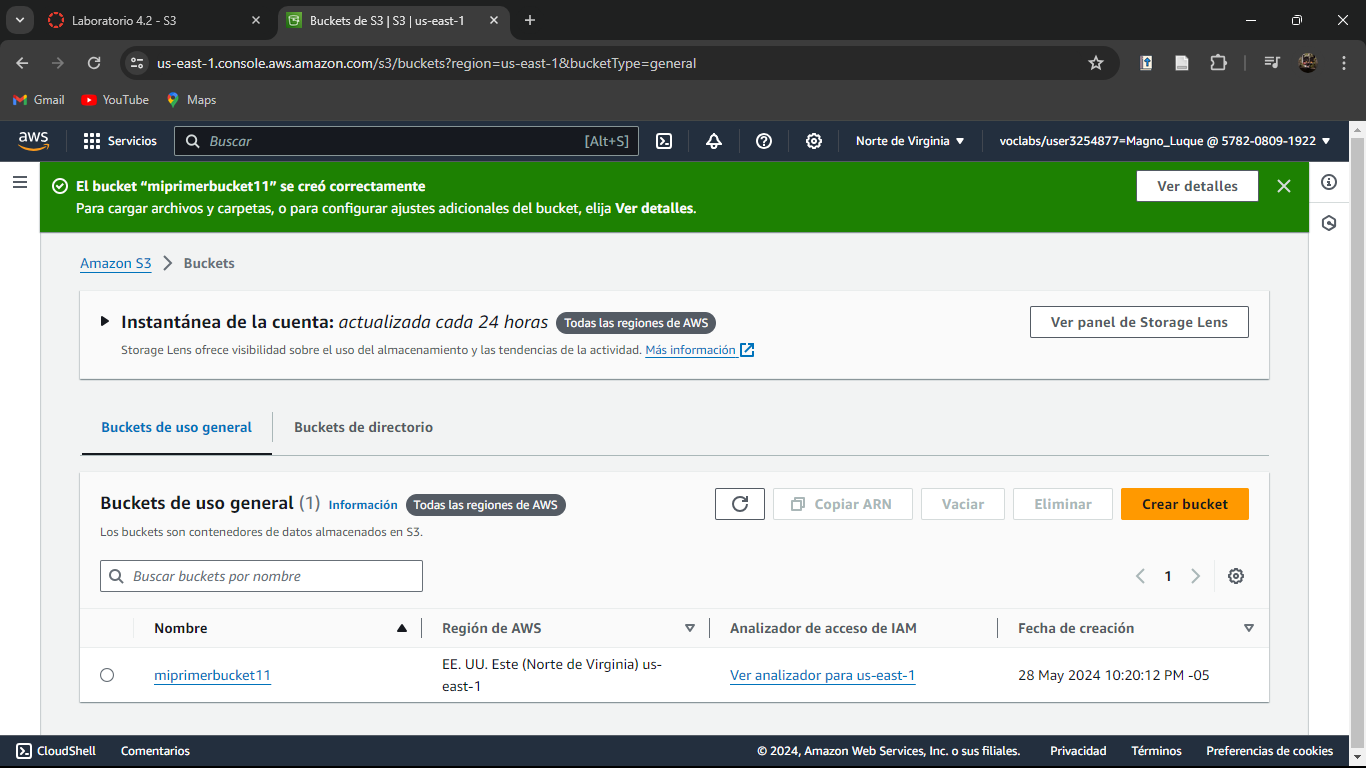 Laboratorio 4.2 - S3
Buckets de S3 | S3 | us-east-1
us-east-1.console.aws.amazon.com/s3/buckets?region=us-east-1&bucketType=general
Gmail
YouTube
Maps
aws
Servicios
Buscar
[Alt+S]
Norte de Virginia
voclabs/user3254877=Magno_Luque @ 5782-0809-1922
El bucket “miprimerbucket11” se creó correctamente
Para cargar archivos y carpetas, o para configurar ajustes adicionales del bucket, elija Ver detalles.
Ver detalles
Amazon S3
Buckets
Instantánea de la cuenta: actualizada cada 24 horas
Todas las regiones de AWS
Ver panel de Storage Lens
Storage Lens ofrece visibilidad sobre el uso del almacenamiento y las tendencias de la actividad. Más información
Buckets de uso general
Buckets de directorio
Buckets de uso general (1)
Información
Todas las regiones de AWS
Copiar ARN
Vaciar
Eliminar
Crear bucket
Los buckets son contenedores de datos almacenados en S3.
Buscar buckets por nombre
1
Nombre
Región de AWS
Analizador de acceso de IAM
Fecha de creación
miprimerbucket11
EE. UU. Este (Norte de Virginia) us-
east-1
Ver analizador para us-east-1
28 May 2024 10:20:12 PM -05
CloudShell
Comentarios
© 2024, Amazon Web Services, Inc. o sus filiales.
Privacidad
Términos
Preferencias de cookies